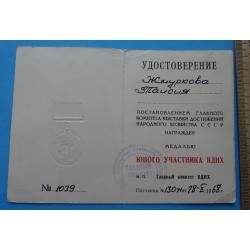 УДОСТОВЕРЕНИЕ
Жмуркова
Таисия
ПОСТАНОВЛЕНИЕМ ГЛАВНОГО
КОМИТЕТА ВЫСТАВКИ ДОСТИЖЕНИЙ
НАРОДНОГО ХОЗЯЙСТВА СССР
НАГРАЖДЕН
МЕДАЛЬЮ
ЮНОГО УЧАСТНИКА ВДНХ
м. п. Главный комитет ВДНХ
№ 1039